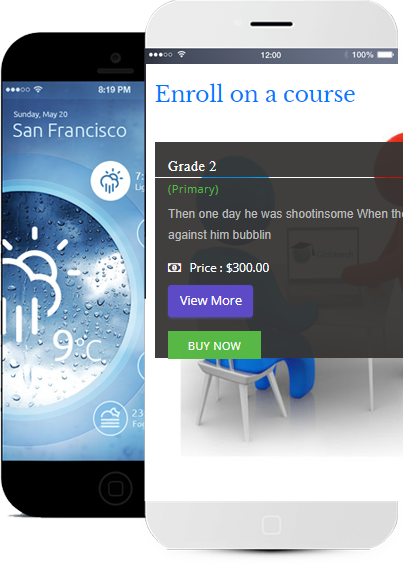 8:19 PM
Sunday, May 20
San Francisco
7:
Lig
9°C
23
Fog
12:00
100%
Enroll on a course
Grade 2
(Primary)
Then one day he was shootinsome When the
against him bubblin
Price : $300.00
View More
BUY NOW